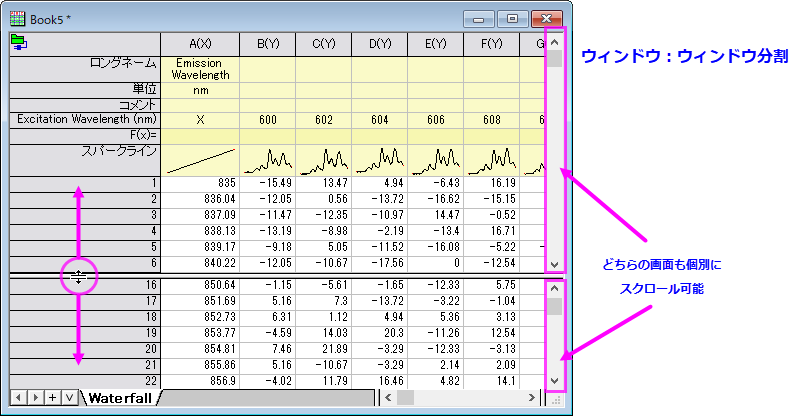 Book5 *
A(X) B(Y) C(Y) D(Y) E(Y) F(Y) G
ロングネーム Emission Wavelength
単位 nm
コメント
Excitation Wavelength (nm) X 600 602 604 606 608 6
F(x)=
スパークライン
1 835 -15.49 13.47 4.94 -6.43 16.19
2 836.04 -12.05 0.56 -13.72 -16.62 -15.15
3 837.09 -11.47 -12.35 -10.97 14.47 -0.52
4 838.13 -13.19 -8.98 -2.19 -13.4 16.71
5 839.17 -9.18 5.05 -11.52 -16.08 -5.22 -
6 840.22 -12.05 -10.67 -17.56 0 -12.54
16 850.64 -1.15 -5.61 -1.65 -12.33 5.75
17 851.69 5.16 7.3 -13.72 -3.22 -1.04
18 852.73 6.31 1.12 4.94 5.36 3.13
19 853.77 -4.59 14.03 20.3 -11.26 12.54
20 854.81 7.46 21.89 -3.29 -12.33 -3.13
21 855.86 5.16 -10.67 -3.29 2.14 2.09
22 856.9 -4.02 11.79 16.46 4.82 14.1
Waterfall
ウィンドウ：ウィンドウ分割
どちらの画面も個別に
スクロール可能